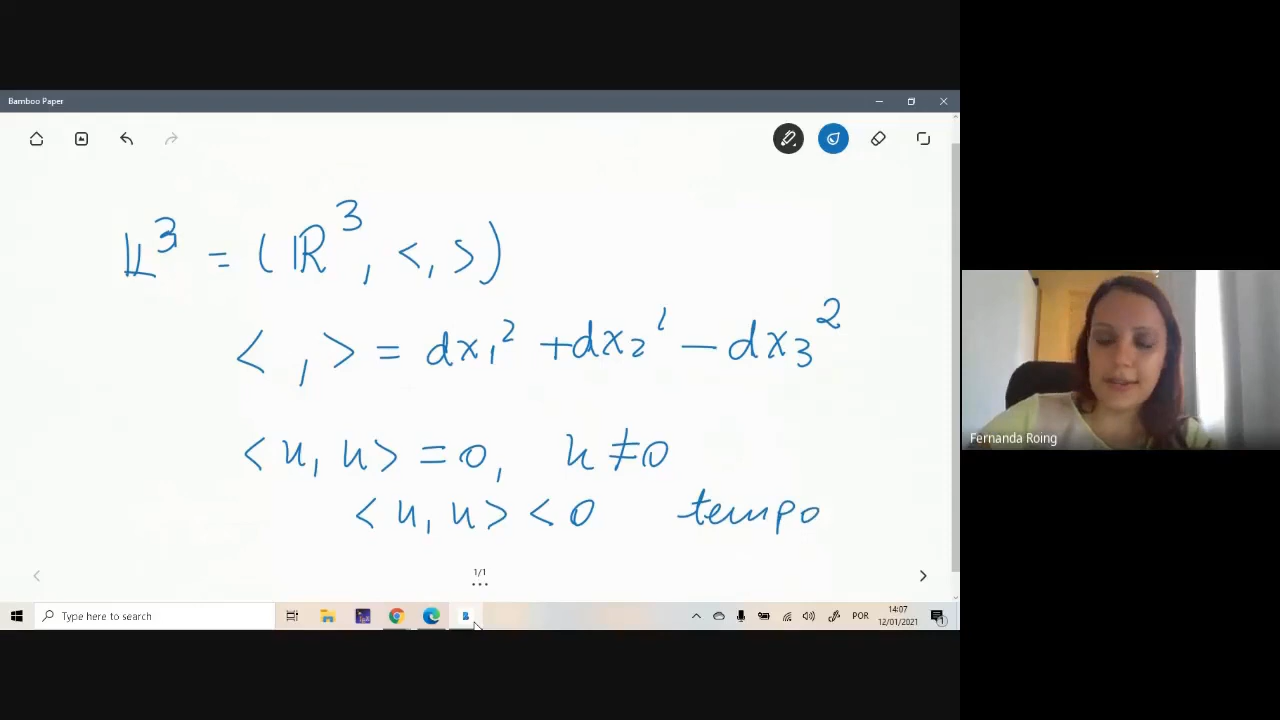 Bamboo Paper
𝕃³ = (ℝ³, <,>)
< , > = dx₁² + dx₂² − dx₃²
<u, u> = 0, u ≠ 0
<u, u> < 0 tempo
Fernanda Roing
1/1
Type here to search
POR
14:07
12/01/2021